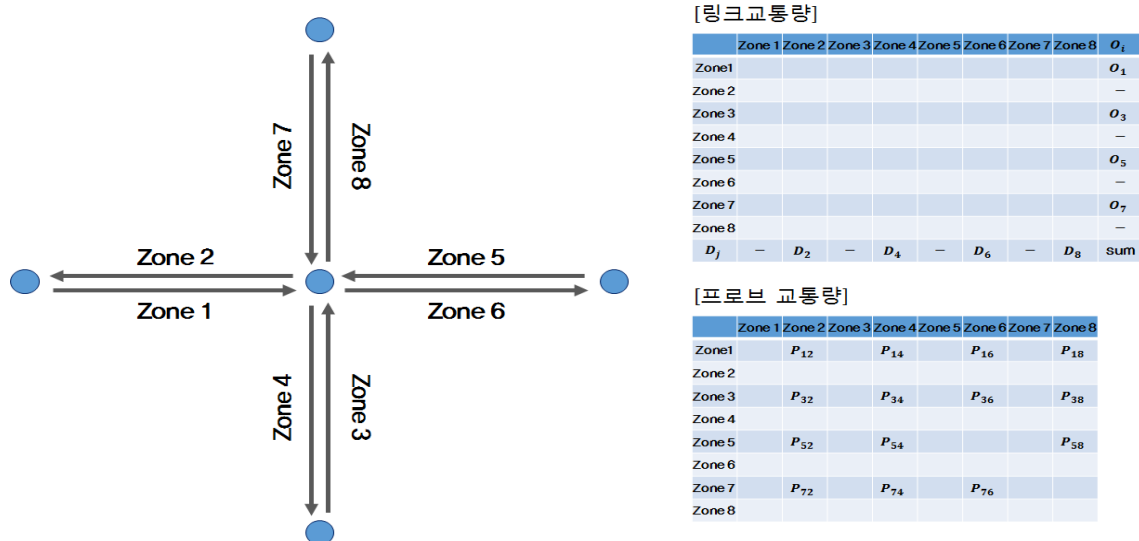 Zone 7
Zone 8
Zone 2
Zone 5
Zone 1
Zone 6
Zone 4
Zone 3
[링크교통량]
Zone 1 Zone 2 Zone 3 Zone 4 Zone 5 Zone 6 Zone 7 Zone 8 O_i
Zone1 O_1
Zone 2 –
Zone 3 O_3
Zone 4 –
Zone 5 O_5
Zone 6 –
Zone 7 O_7
Zone 8 –
D_j – D_2 – D_4 – D_6 – D_8 sum
[프로브 교통량]
Zone 1 Zone 2 Zone 3 Zone 4 Zone 5 Zone 6 Zone 7 Zone 8
Zone1 P_12 P_14 P_16 P_18
Zone 2
Zone 3 P_32 P_34 P_36 P_38
Zone 4
Zone 5 P_52 P_54 P_58
Zone 6
Zone 7 P_72 P_74 P_76
Zone 8